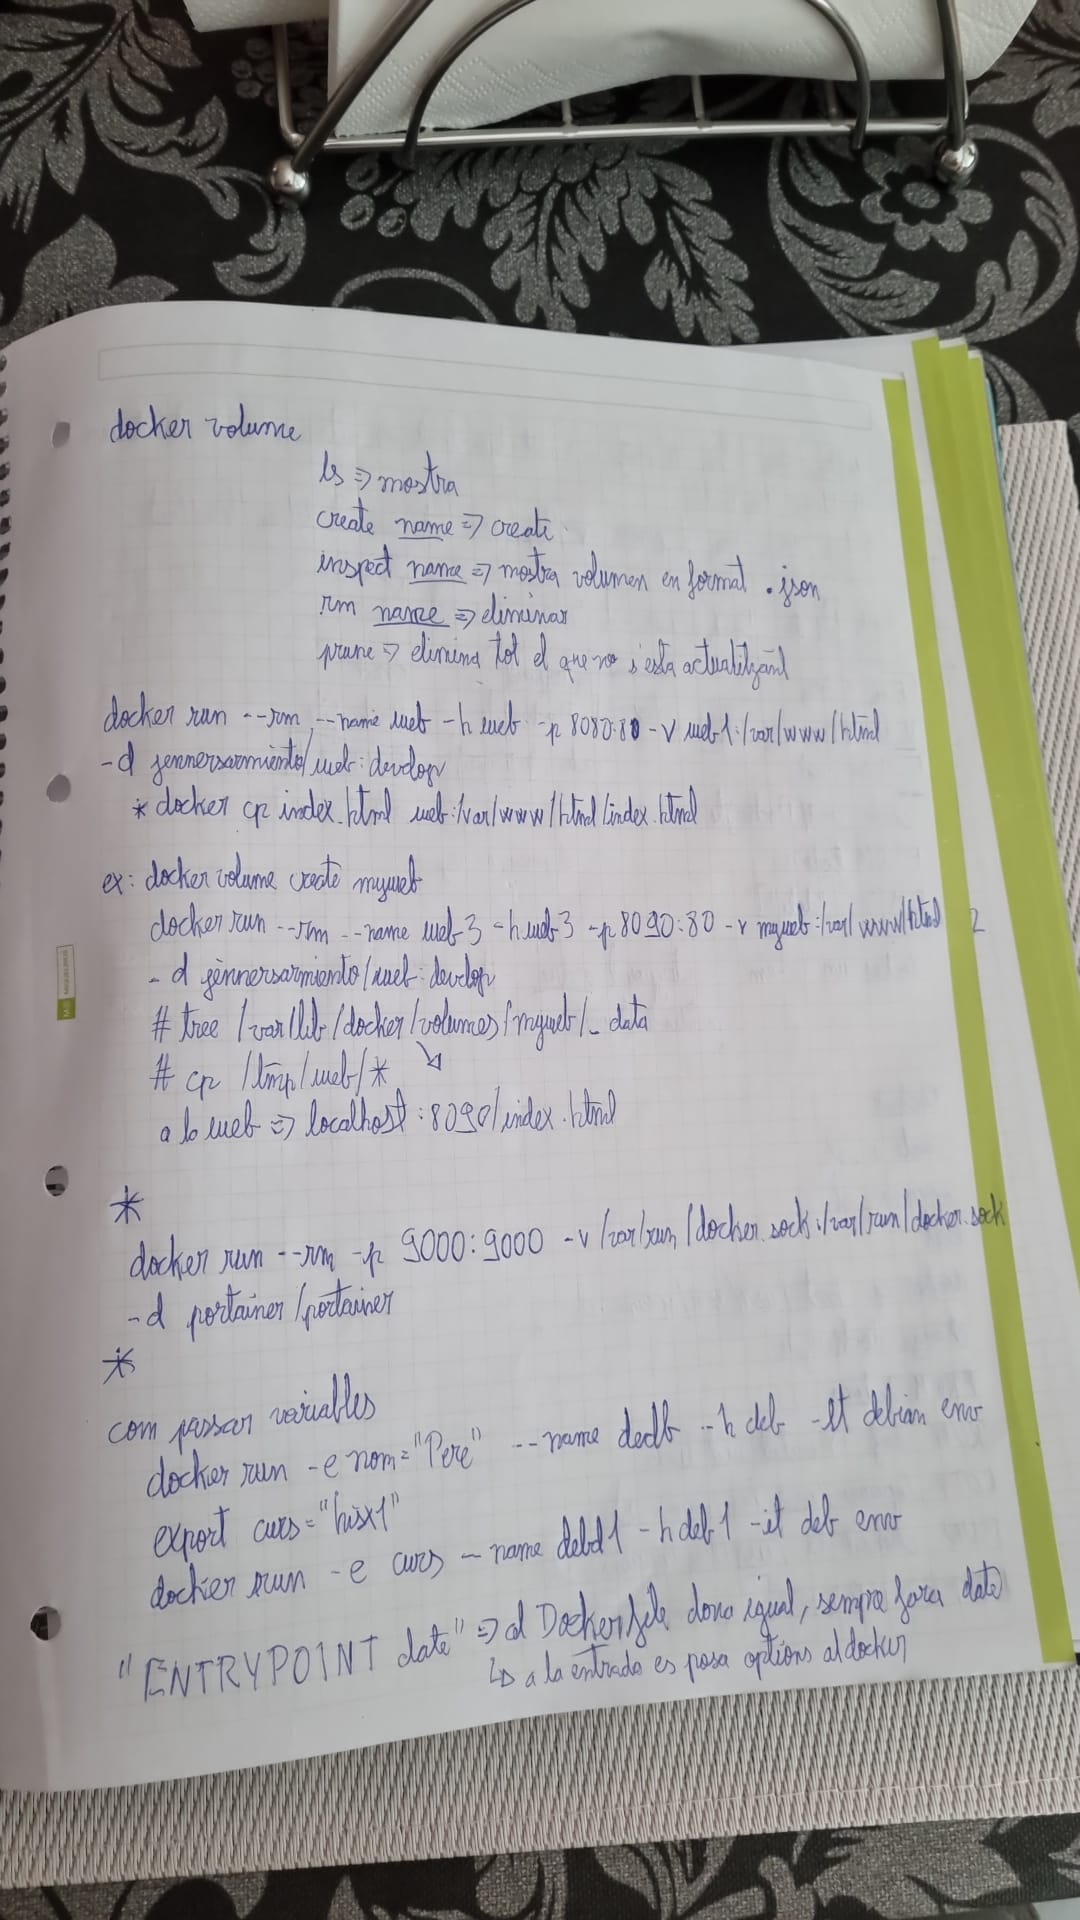 docker volume
ls => mostra
create name => create
inspect name => mostra volumen en format .json
rm name => eliminar
prune => elimina tot el que no s'està actualitzant
docker run --rm --name web -h web -p 8080:80 -v web1:/var/www/html
-d jennersarmiento/web:develop
* docker cp index.html web:/var/www/html/index.html
ex: docker volume create myweb
docker run --rm --name web3 -h web3 -p 8090:80 -v myweb:/var/www/html
-d jennersarmiento/web:develop
# tree /var/lib/docker/volumes/myweb/_data
# cp /tmp/web/* ↘
a la web => localhost:8090/index.html
*
docker run --rm -p 9000:9000 -v /var/run/docker.sock:/var/run/docker.sock
-d portainer/portainer
*
com passar variables
docker run -e nom="Pere" --name -h deb -it debian env
export curs="hisx1"
docker run -e curs --name debd1 -h deb1 -it deb env
"ENTRYPOINT date" => al Dockerfile dona igual, sempre fara date
↳ a la entrada es posa options al docker